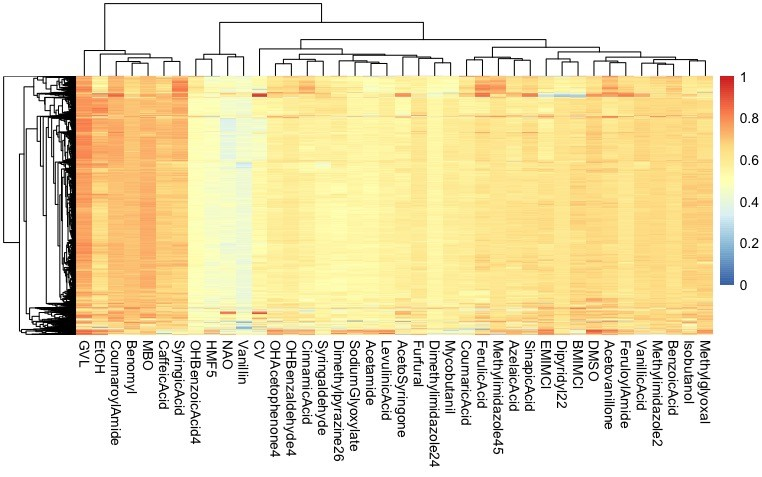 1
0.8
0.6
0.4
0.2
0
GVL
EtOH
CoumaroylAmide
Benomyl
MBO
CaffeicAcid
SyringicAcid
OHBenzoicAcid4
HMF5
NAO
Vanillin
CV
OHAcetophenone4
OHBenzaldehyde4
CinnamicAcid
Syringaldehyde
Dimethylpyrazine26
SodiumGlyoxylate
Acetamide
LevulinicAcid
AcetoSyringone
Furfural
Dimethylimidazole24
Mycobutanil
CoumaricAcid
FerulicAcid
Methylimidazole45
AzelaicAcid
SinapicAcid
EMIMCl
Dipyridyl22
BMIMCl
DMSO
Acetovanillone
FeruloylAmide
VanillicAcid
Methylimidazole2
BenzoicAcid
Isobutanol
Methylglyoxal